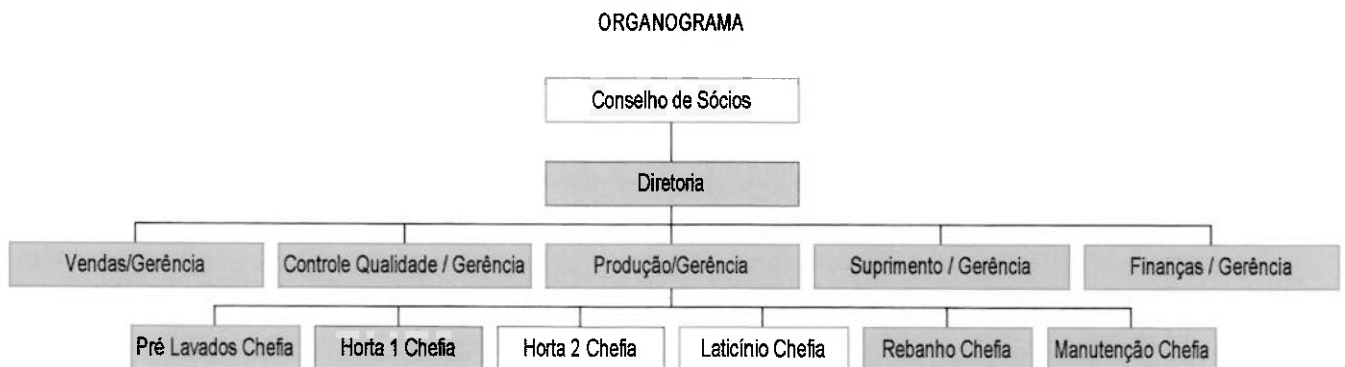 ORGANOGRAMA
Conselho de Sócios
Diretoria
Vendas/Gerência
Controle Qualidade / Gerência
Produção/Gerência
Suprimento / Gerência
Finanças / Gerência
Pré Lavados Chefia
Horta 1 Chefia
Horta 2 Chefia
Laticínio Chefia
Rebanho Chefia
Manutenção Chefia